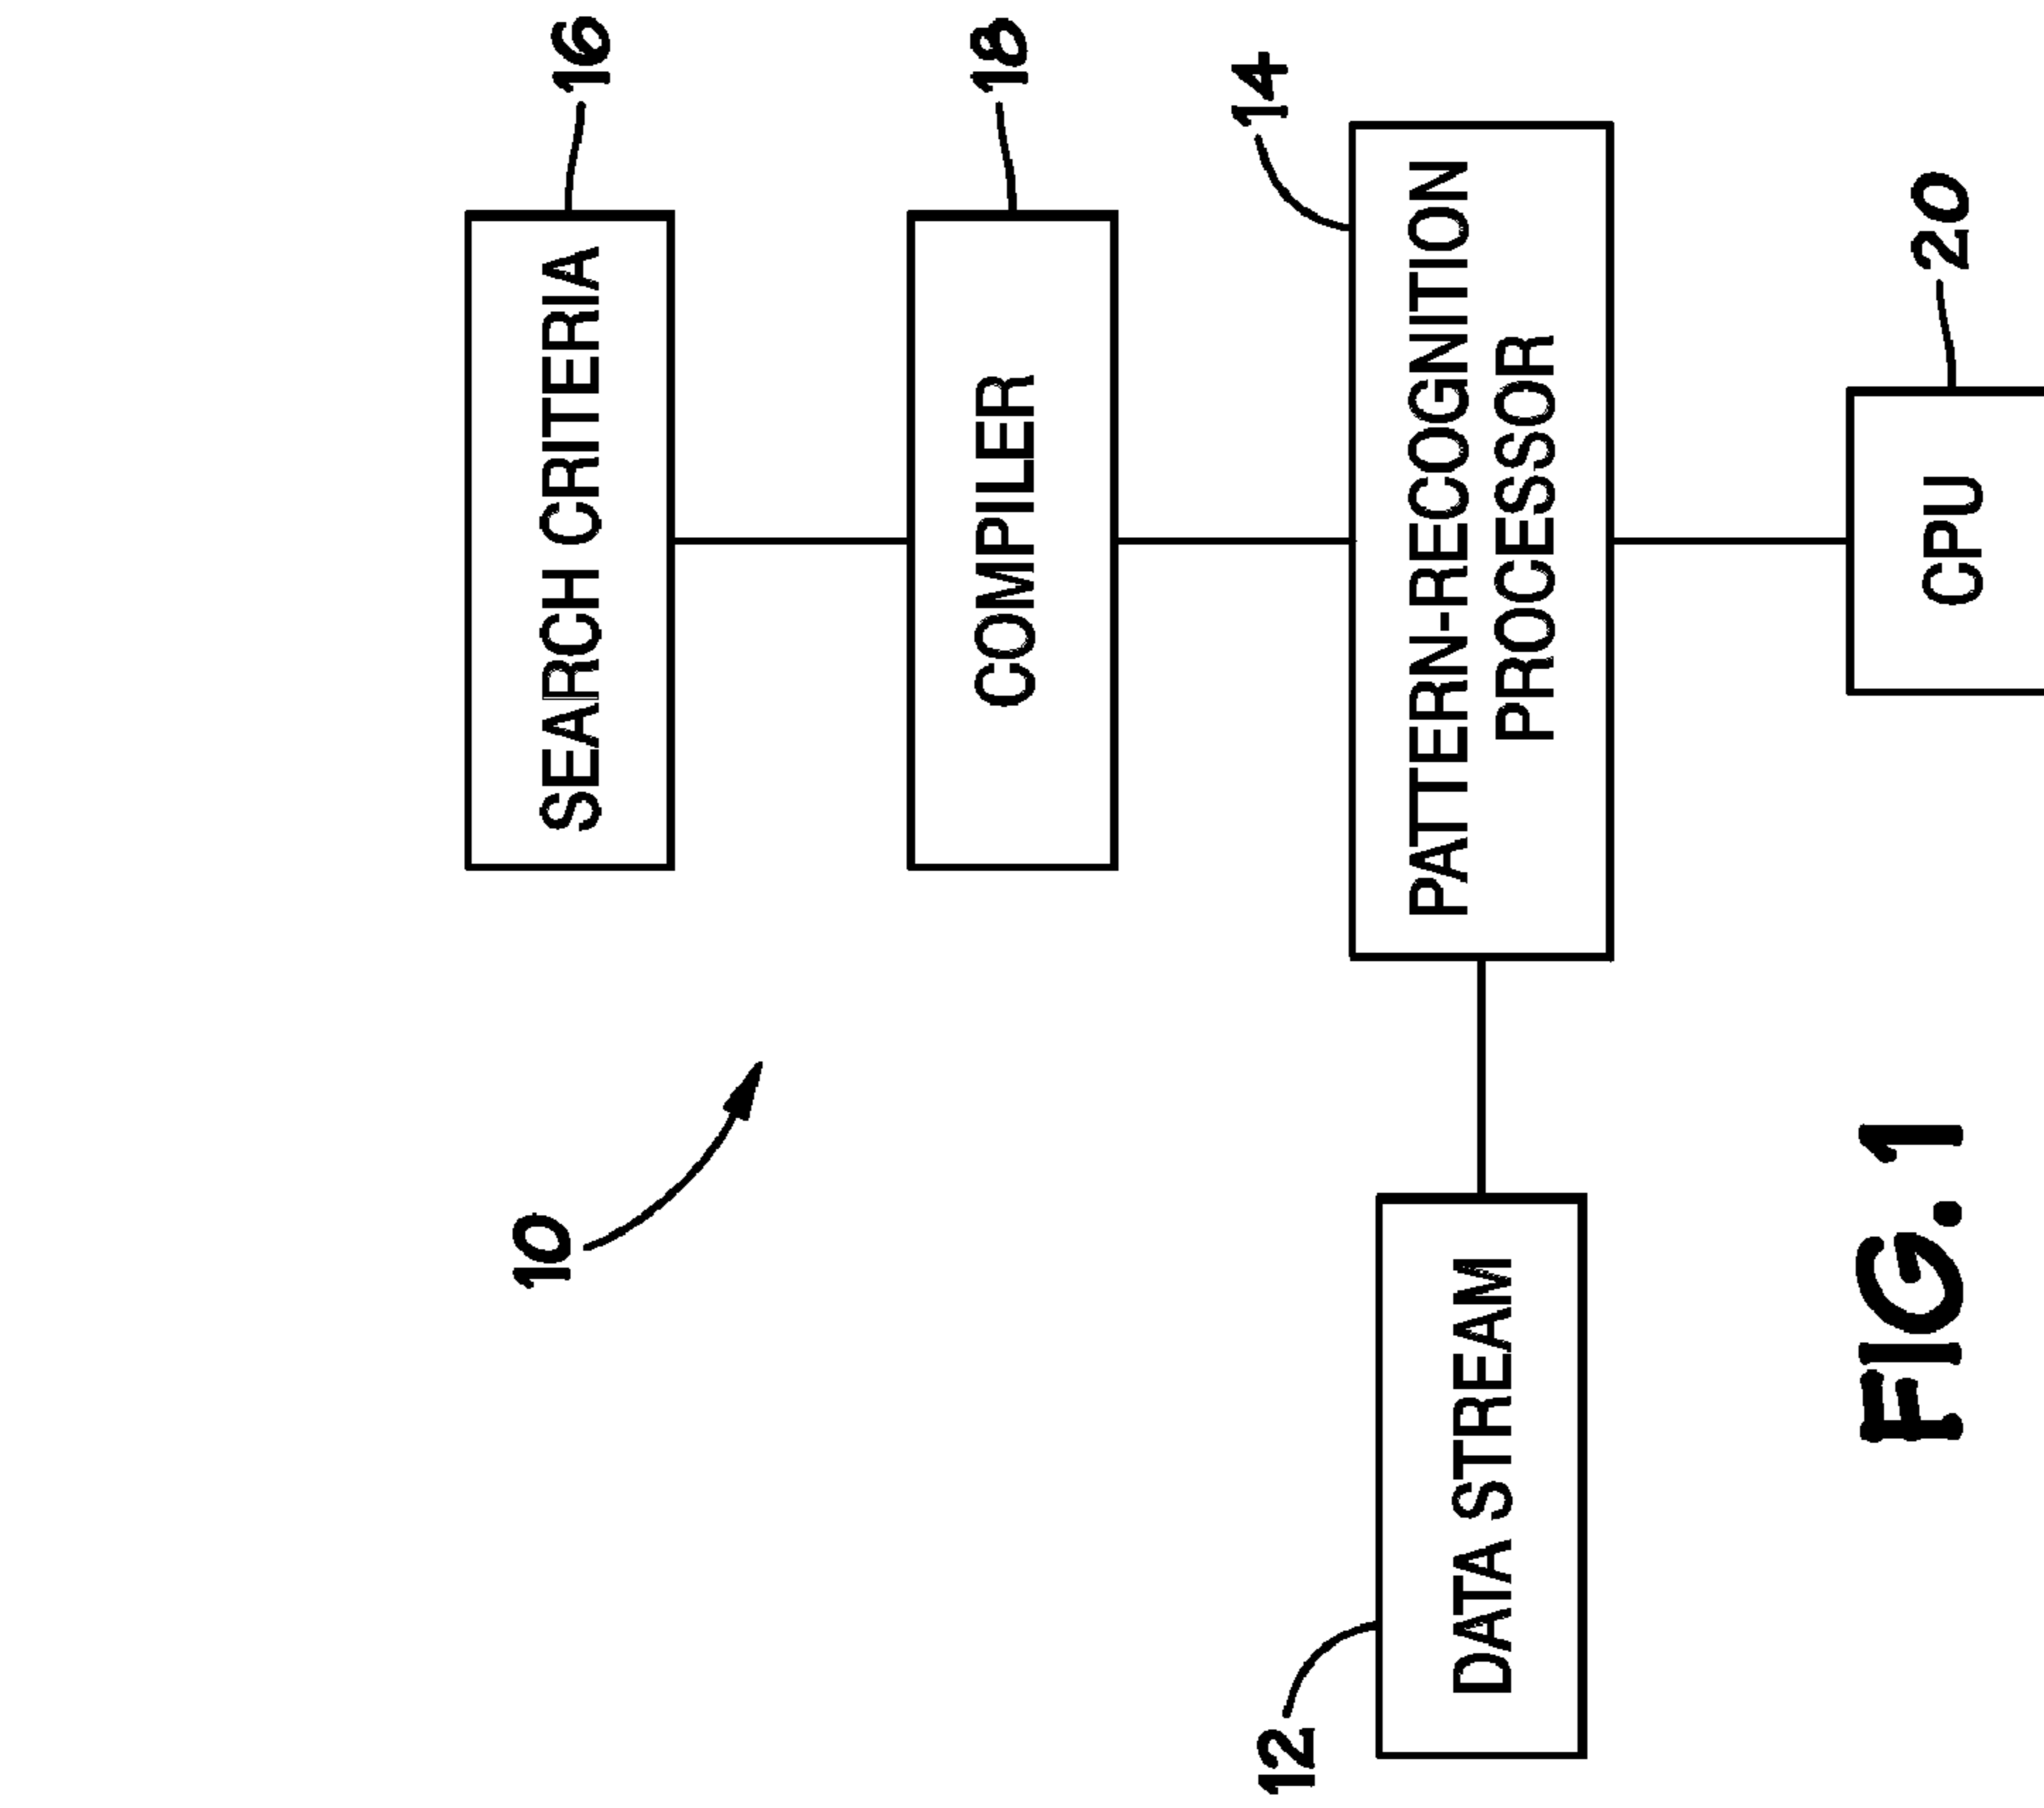 16
SEARCH CRITERIA
18
COMPILER
10
14
PATTERN-RECOGNITION
PROCESSOR
12
DATA STREAM
20
CPU
FIG. 1